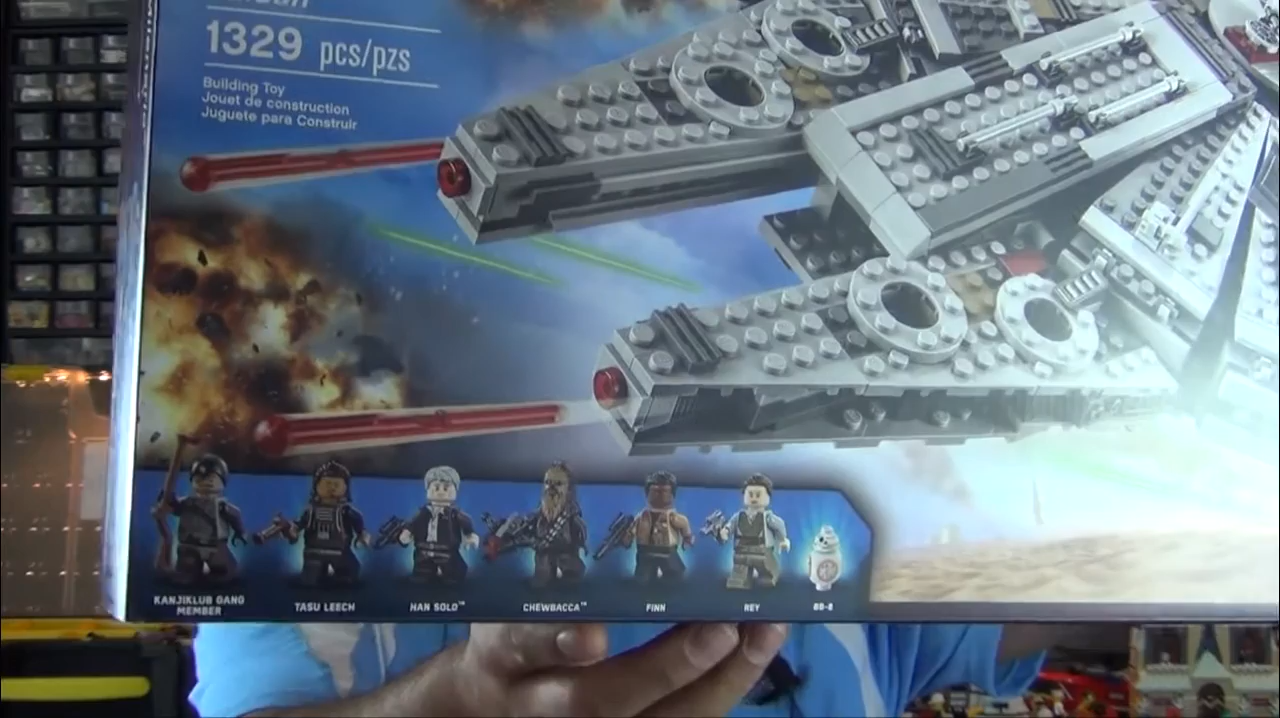 1329 pcs/pzs
Building Toy
Jouet de construction
Juguete para Construir
KANJIKLUB GANG
MEMBER
TASU LEECH
HAN SOLO™
CHEWBACCA™
FINN
REY
BB-8